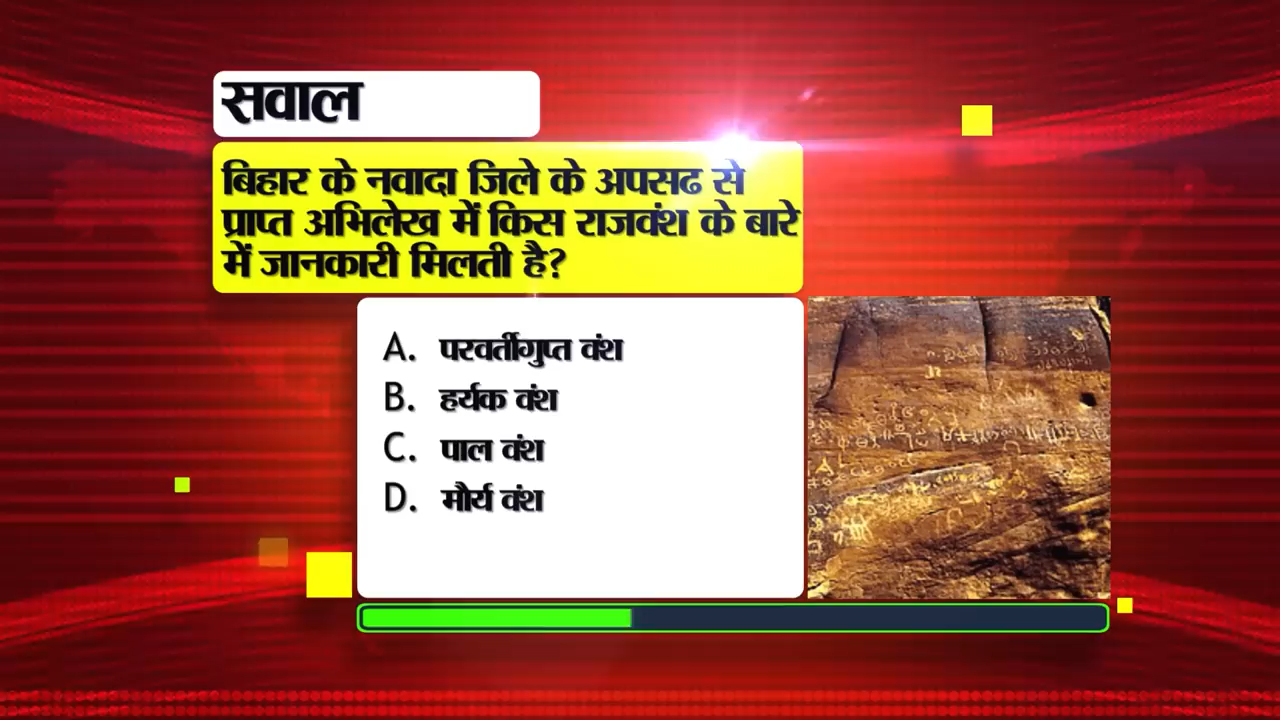 सवाल
बिहार के नवादा जिले के अपसढ से
प्राप्त अभिलेख में किस राजवंश के बारे
में जानकारी मिलती है?
A. परवर्तीगुप्त वंश
B. हर्यक वंश
C. पाल वंश
D. मौर्य वंश